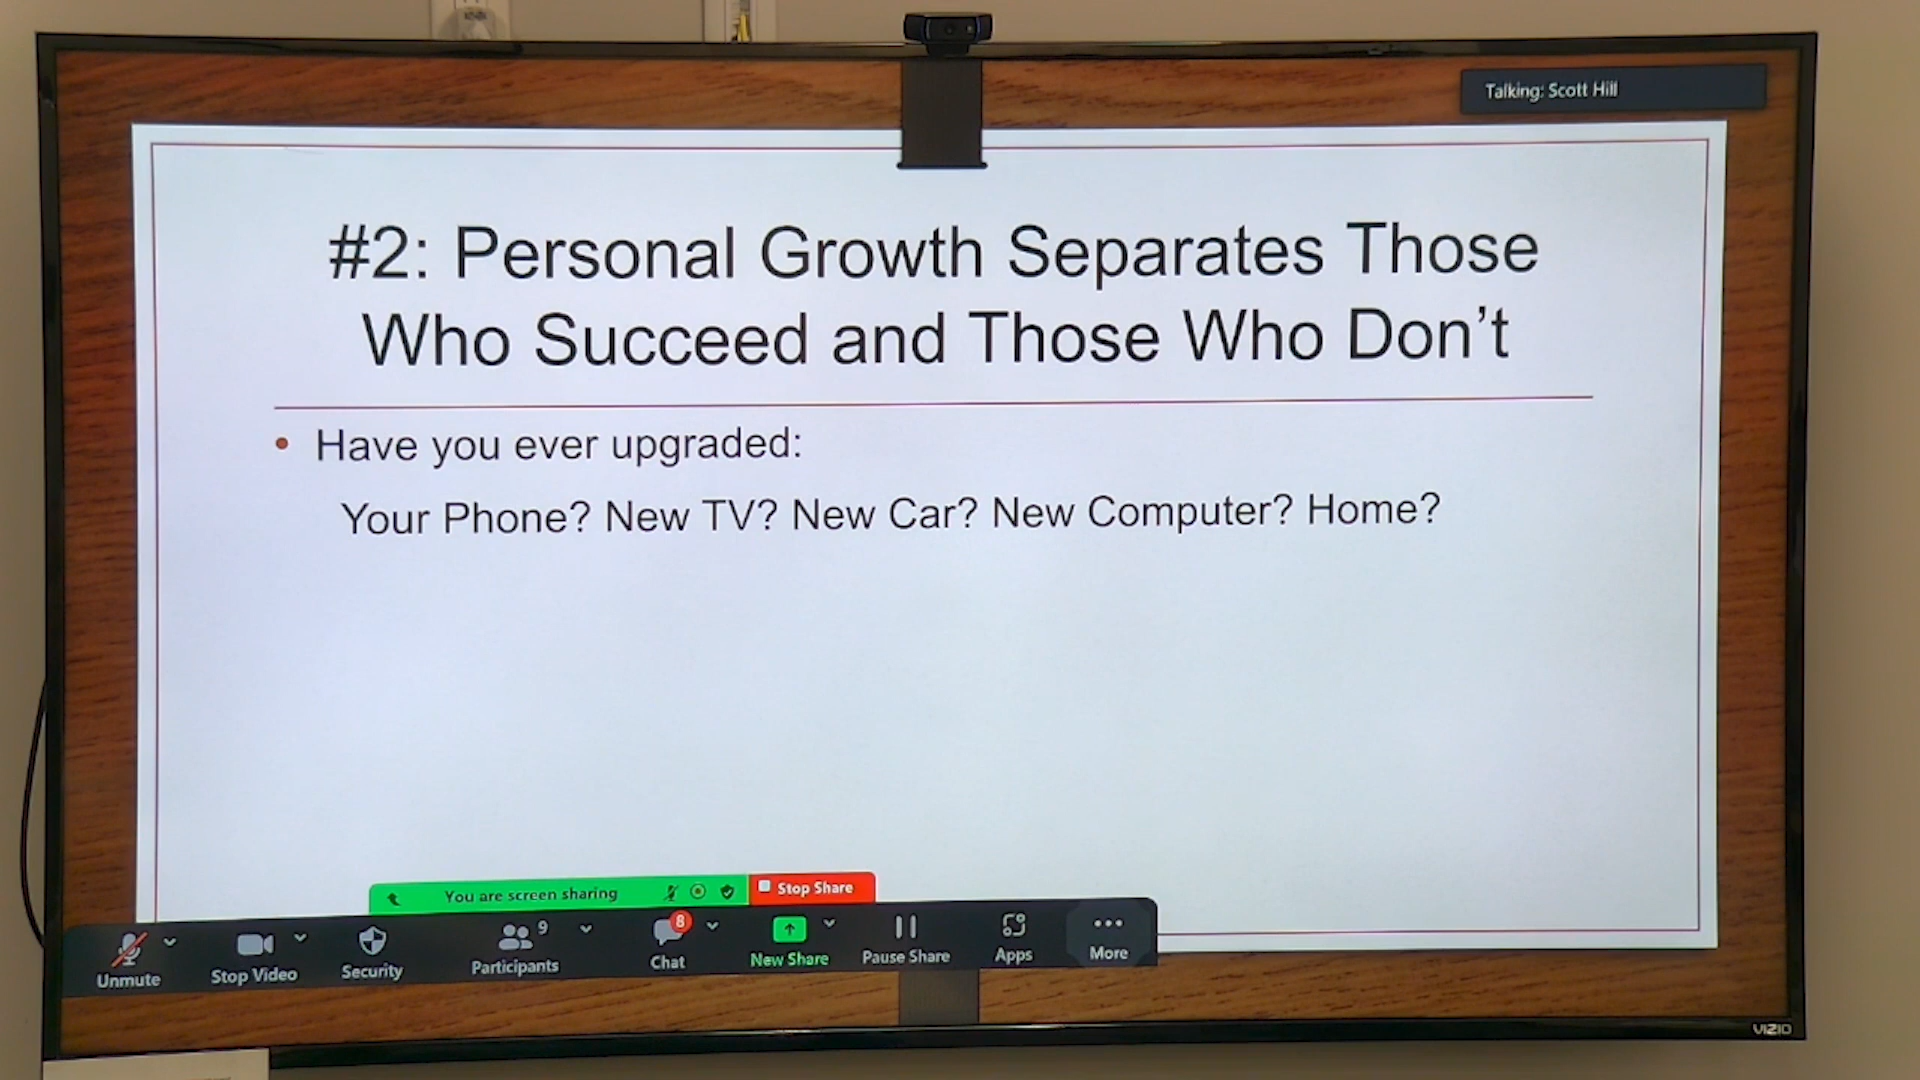 Talking: Scott Hill
#2: Personal Growth Separates Those
Who Succeed and Those Who Don't
• Have you ever upgraded:
Your Phone? New TV? New Car? New Computer? Home?
You are screen sharing
Stop Share
9
8
Unmute
Stop Video
Security
Participants
Chat
New Share
Pause Share
Apps
More
VIZIO